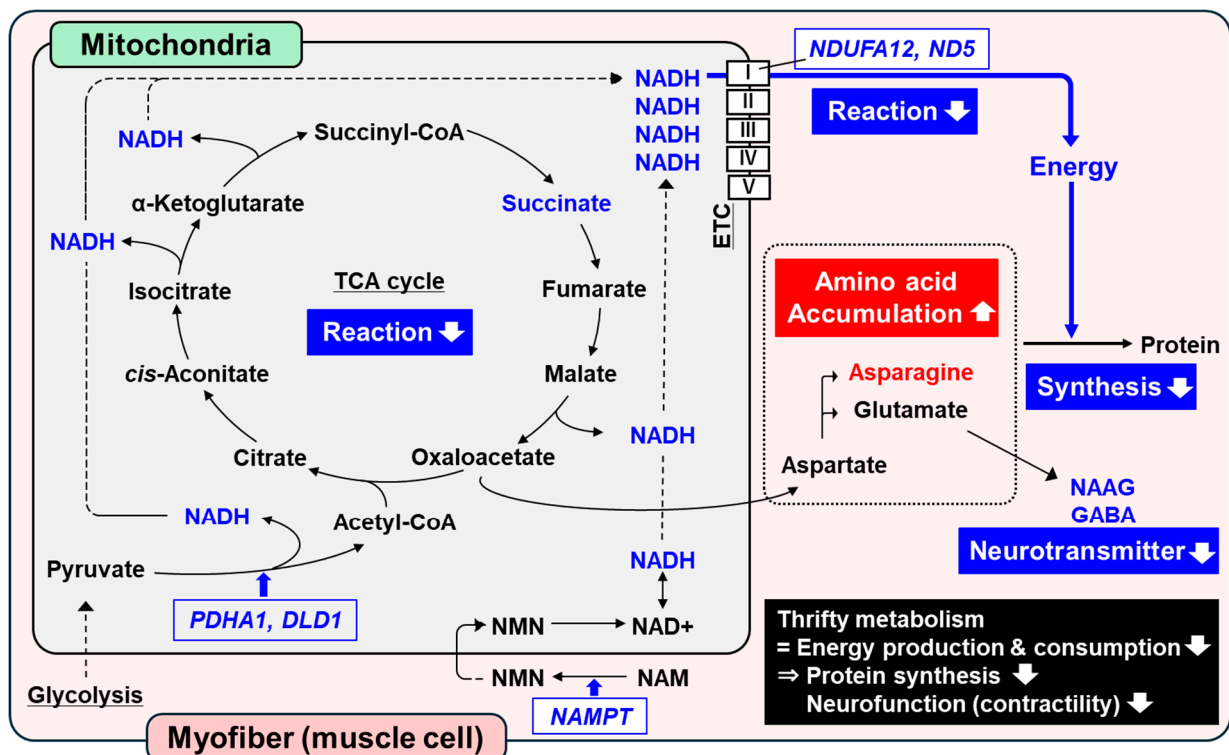 Mitochondria
NDUFA12, ND5
NADH
NADH
NADH
NADH
I
II
III
IV
V
ETC
Reaction ⬇
Energy
Succinyl-CoA
NADH
α-Ketoglutarate
Succinate
NADH
Isocitrate
TCA cycle
Reaction ⬇
Fumarate
cis-Aconitate
Malate
Citrate
Oxaloacetate
NADH
NADH
Acetyl-CoA
Pyruvate
PDHA1, DLD1
Glycolysis
NADH
NMN
NAD+
NMN
NAM
NAMPT
Amino acid
Accumulation ⬆
Asparagine
Glutamate
Aspartate
Protein
Synthesis ⬇
NAAG
GABA
Neurotransmitter ⬇
Thrifty metabolism
= Energy production & consumption ⬇
⇒ Protein synthesis ⬇
Neurofunction (contractility) ⬇
Myofiber (muscle cell)